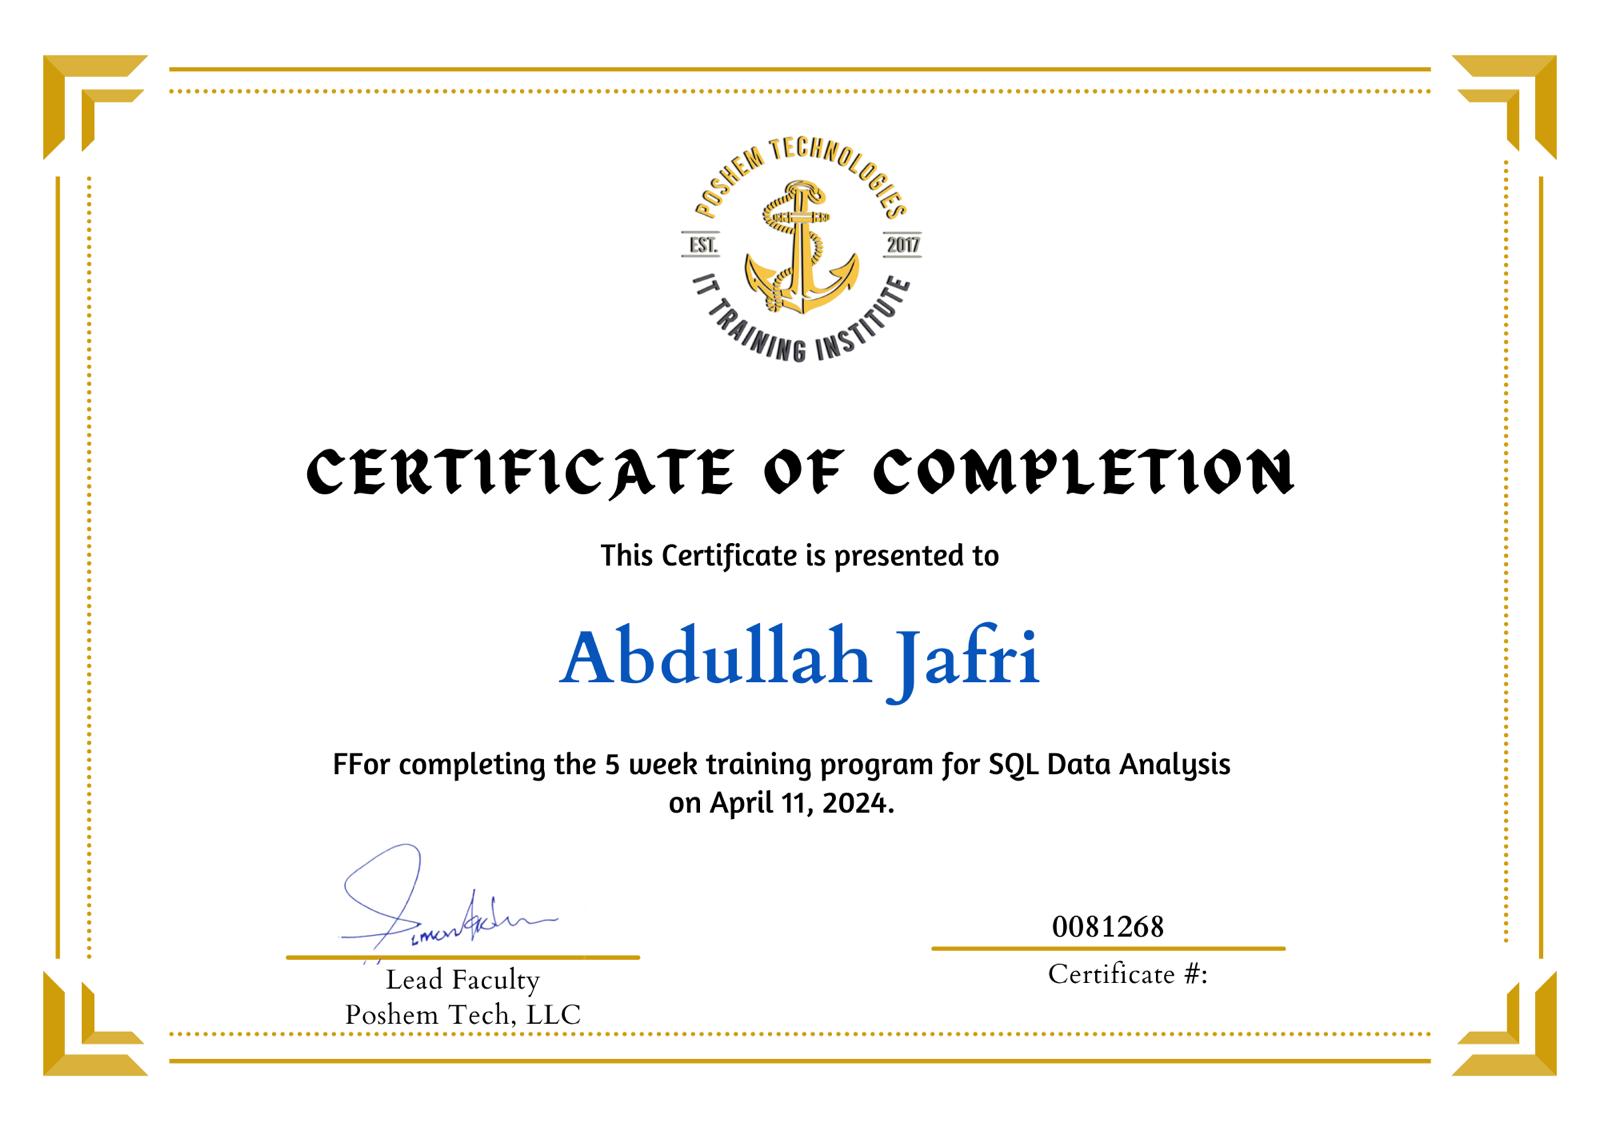 POSHEM TECHNOLOGIES
EST. 2017
IT TRAINING INSTITUTE
CERTIFICATE OF COMPLETION
This Certificate is presented to
Abdullah Jafri
FFor completing the 5 week training program for SQL Data Analysis
on April 11, 2024.
0081268
Lead Faculty
Certificate #:
Poshem Tech, LLC